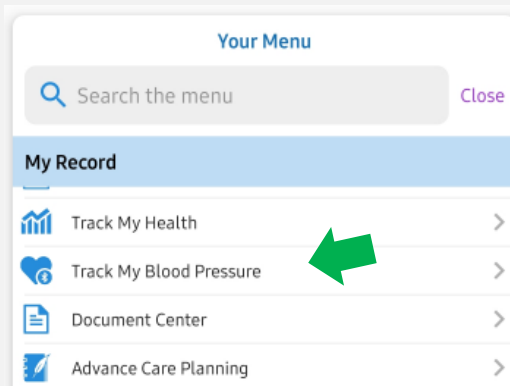 Your Menu
Search the menu
Close
My Record
Track My Health
Track My Blood Pressure
Document Center
Advance Care Planning